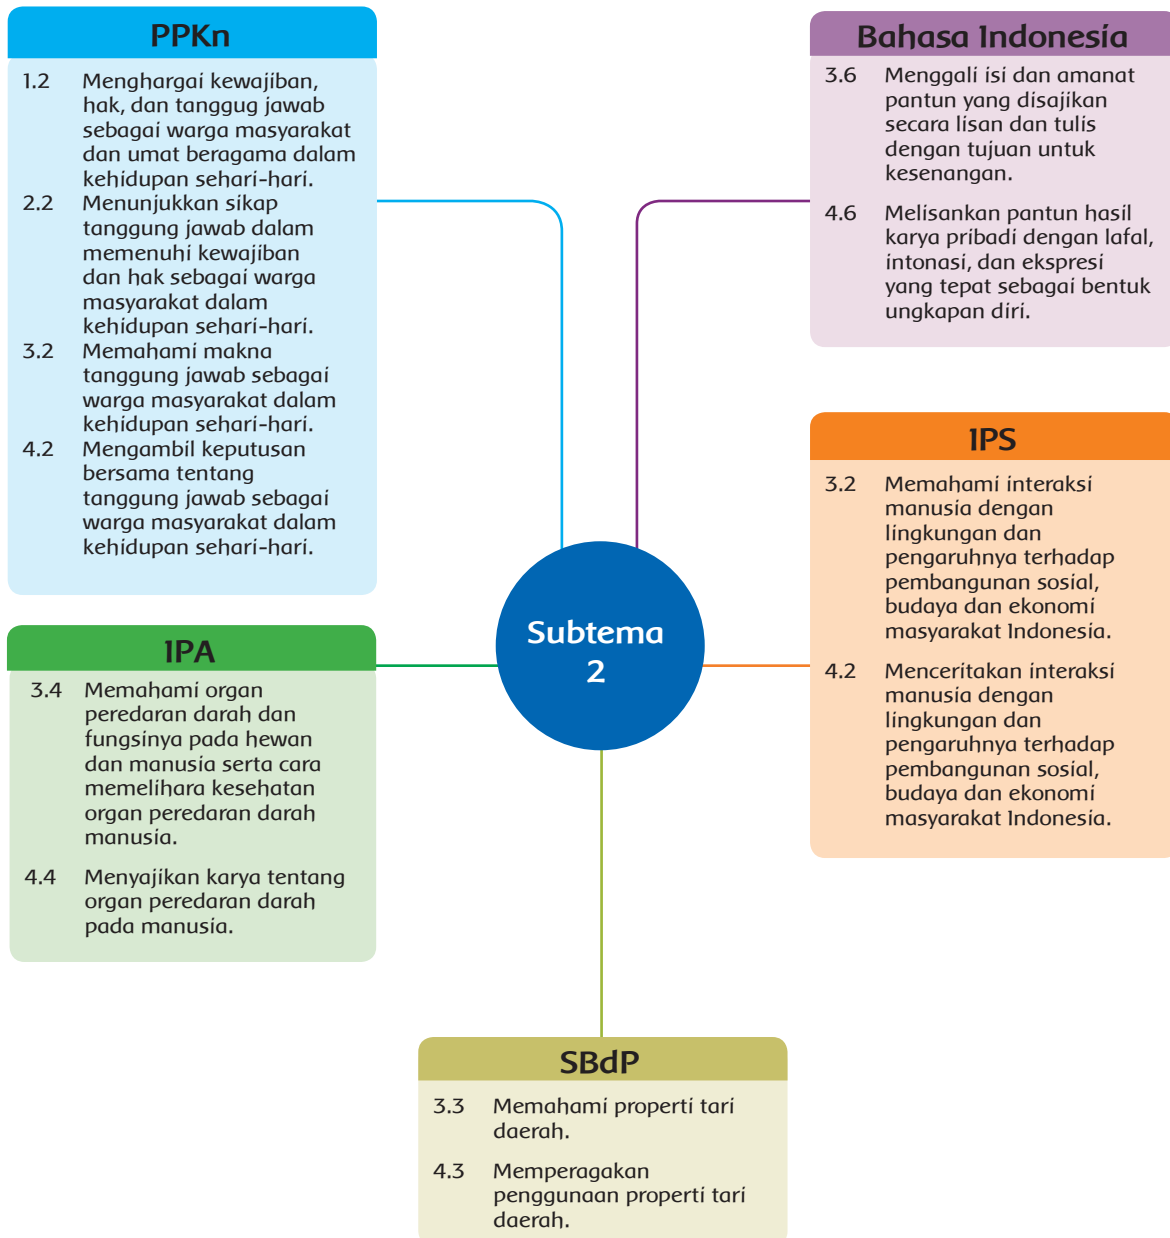 PPKn
1.2 Menghargai kewajiban,
hak, dan tanggug jawab
sebagai warga masyarakat
dan umat beragama dalam
kehidupan sehari-hari.
2.2 Menunjukkan sikap
tanggung jawab dalam
memenuhi kewajiban
dan hak sebagai warga
masyarakat dalam
kehidupan sehari-hari.
3.2 Memahami makna
tanggung jawab sebagai
warga masyarakat dalam
kehidupan sehari-hari.
4.2 Mengambil keputusan
bersama tentang
tanggung jawab sebagai
warga masyarakat dalam
kehidupan sehari-hari.
Bahasa Indonesia
3.6 Menggali isi dan amanat
pantun yang disajikan
secara lisan dan tulis
dengan tujuan untuk
kesenangan.
4.6 Melisankan pantun hasil
karya pribadi dengan lafal,
intonasi, dan ekspresi
yang tepat sebagai bentuk
ungkapan diri.
IPS
3.2 Memahami interaksi
manusia dengan
lingkungan dan
pengaruhnya terhadap
pembangunan sosial,
budaya dan ekonomi
masyarakat Indonesia.
4.2 Menceritakan interaksi
manusia dengan
lingkungan dan
pengaruhnya terhadap
pembangunan sosial,
budaya dan ekonomi
masyarakat Indonesia.
Subtema
2
IPA
3.4 Memahami organ
peredaran darah dan
fungsinya pada hewan
dan manusia serta cara
memelihara kesehatan
organ peredaran darah
manusia.
4.4 Menyajikan karya tentang
organ peredaran darah
pada manusia.
SBdP
3.3 Memahami properti tari
daerah.
4.3 Memperagakan
penggunaan properti tari
daerah.